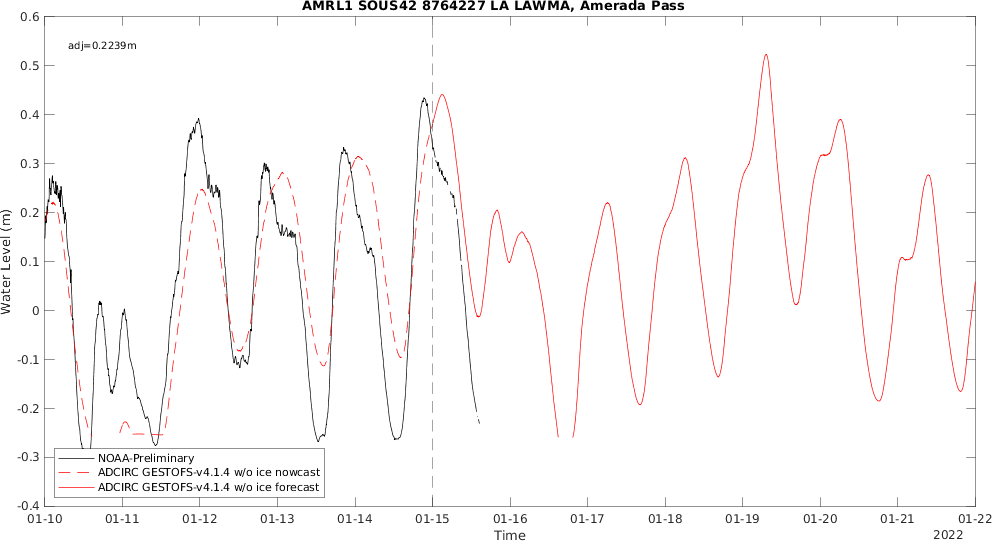 AMRL1 SOUS42 8764227 LA LAWMA, Amerada Pass
adj=0.2239m
0.6
0.5
0.4
0.3
0.2
0.1
0
-0.1
-0.2
-0.3
-0.4
Water Level (m)
NOAA-Preliminary
ADCIRC GESTOFS-v4.1.4 w/o ice nowcast
ADCIRC GESTOFS-v4.1.4 w/o ice forecast
01-10 01-11 01-12 01-13 01-14 01-15 01-16 01-17 01-18 01-19 01-20 01-21 01-22
Time
2022